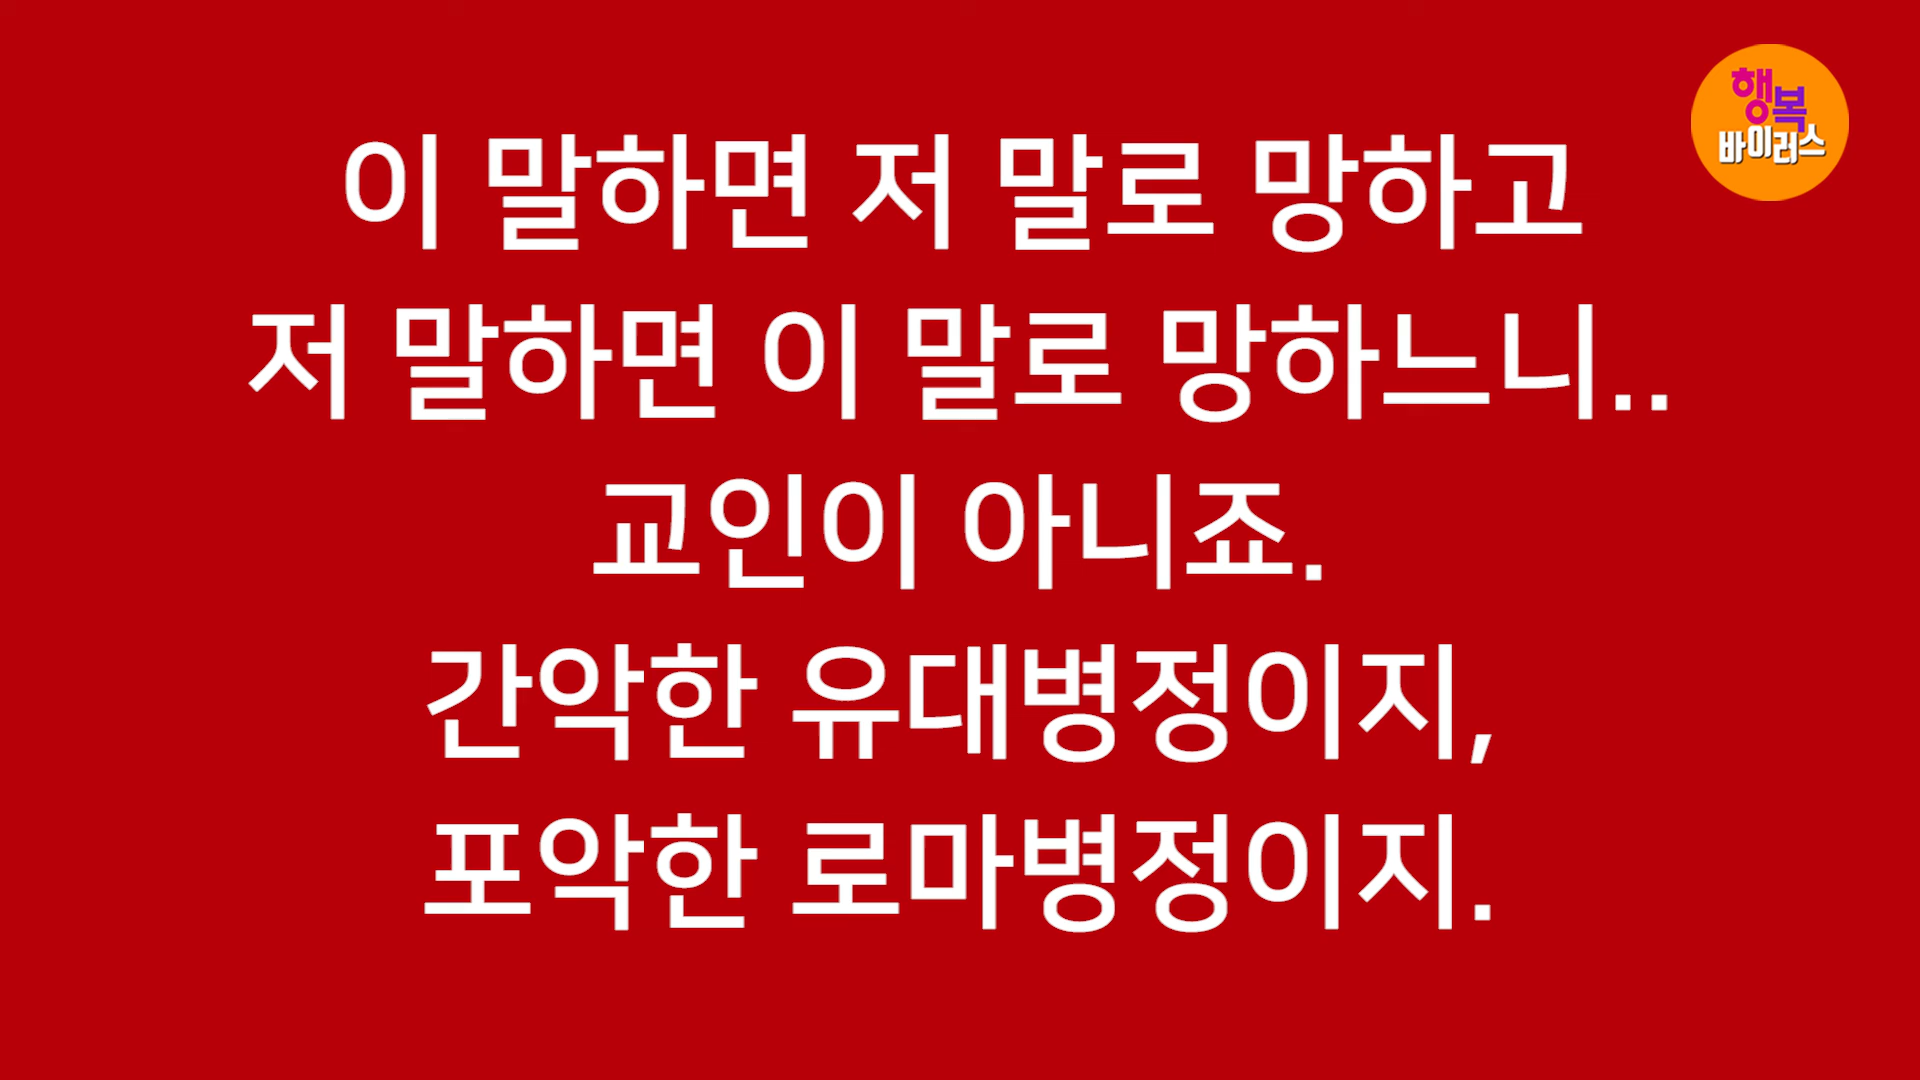 행복
바이러스
이 말하면 저 말로 망하고
저 말하면 이 말로 망하느니..
교인이 아니죠.
간악한 유대병정이지,
포악한 로마병정이지.